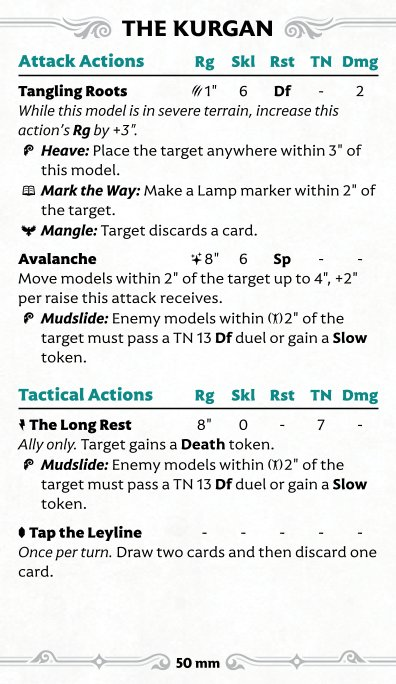 THE KURGAN
Attack Actions Rg Skl Rst TN Dmg
Tangling Roots 1" 6 Df - 2
While this model is in severe terrain, increase this
action's Rg by +3".
Heave: Place the target anywhere within 3" of
this model.
Mark the Way: Make a Lamp marker within 2" of
the target.
Mangle: Target discards a card.
Avalanche 8" 6 Sp - -
Move models within 2" of the target up to 4", +2"
per raise this attack receives.
Mudslide: Enemy models within 2" of the
target must pass a TN 13 Df duel or gain a Slow
token.
Tactical Actions Rg Skl Rst TN Dmg
The Long Rest 8" 0 - 7 -
Ally only. Target gains a Death token.
Mudslide: Enemy models within 2" of the
target must pass a TN 13 Df duel or gain a Slow
token.
Tap the Leyline - - - - -
Once per turn. Draw two cards and then discard one
card.
50 mm